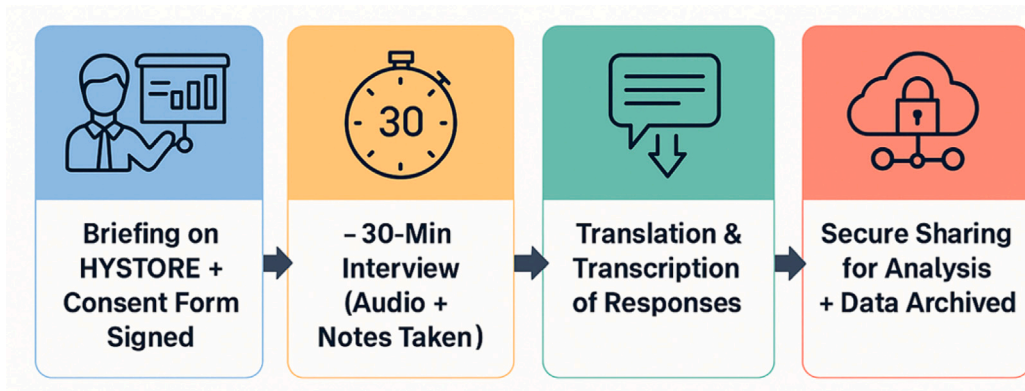 Briefing on
HYSTORE +
Consent Form
Signed
30
– 30-Min
Interview
(Audio +
Notes Taken)
Translation &
Transcription
of Responses
Secure Sharing
for Analysis
+ Data Archived